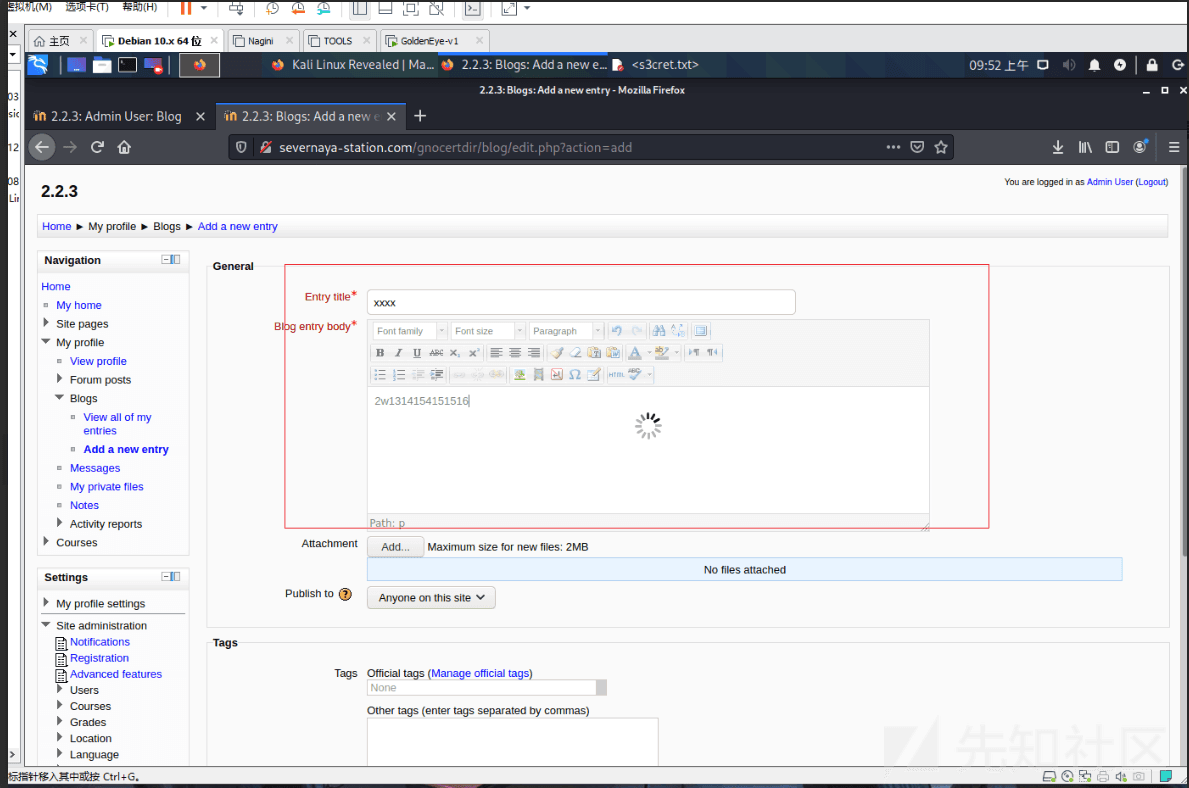 虚拟机(M) 选项卡(T) 帮助(H)
主页 Debian 10.x 64 位 Nagini TOOLS GoldenEye-v1
Kali Linux Revealed | Ma... 2.2.3: Blogs: Add a new e... <s3cret.txt> 09:52 上午
2.2.3: Blogs: Add a new entry - Mozilla Firefox
2.2.3: Admin User: Blog 2.2.3: Blogs: Add a new e
severnaya-station.com/gnocertdir/blog/edit.php?action=add
2.2.3
You are logged in as Admin User (Logout)
Home ► My profile ► Blogs ► Add a new entry
Navigation
Home
My home
Site pages
My profile
View profile
Forum posts
Blogs
View all of my
entries
Add a new entry
Messages
My private files
Notes
Activity reports
Courses
Settings
My profile settings
Site administration
Notifications
Registration
Advanced features
Users
Courses
Grades
Location
Language
General
Entry title*
xxxx
Blog entry body*
Font family Font size Paragraph
B I U ABC
HTML
2w1314154151516
Path: p
Attachment
Add... Maximum size for new files: 2MB
No files attached
Publish to
Anyone on this site
Tags
Tags Official tags (Manage official tags)
None
Other tags (enter tags separated by commas)
先知社区
标指针移入其中或按 Ctrl+G。